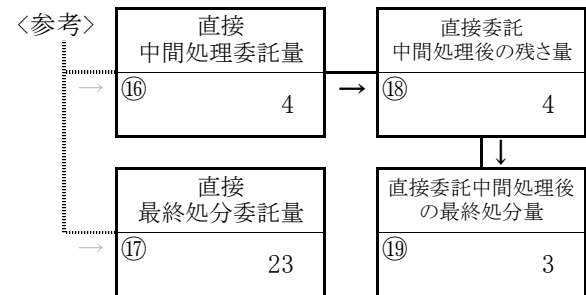 〈参考〉
直接
中間処理委託量
→ ⑯
4
→
直接委託
中間処理後の残さ量
⑱
4
↓
直接
最終処分委託量
→ ⑰
23
直接委託中間処理後
の最終処分量
⑲
3